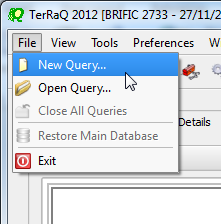 TerRaQ 2012 [BRIFIC 2733 - 27/11/2
File View Tools Preferences W
New Query...
Open Query...
Details
Close All Queries
Restore Main Database
Exit